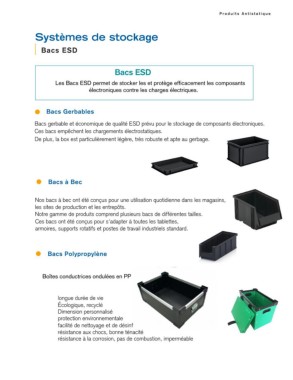 Produits Antistatique
Systèmes de stockage
Bacs ESD
Bacs ESD
Les Bacs ESD permet de stocker les et protège efficacement les composants
électroniques contre les charges électriques.
Bacs Gerbables
Bacs gerbable et économique de qualité ESD prévu pour le stockage de composants électroniques.
Ces bacs empêchent les chargements électrostatiques.
De plus, la box est particulièrement légère, très robuste et apte au gerbage.
Bacs à Bec
Nos bacs à bec ont été conçus pour une utilisation quotidienne dans les magasins,
les sites de production et les entrepôts.
Notre gamme de produits comprend plusieurs bacs de différentes tailles.
Ces bacs ont été conçus pour s'adapter à toutes les tablettes,
armoires, supports rotatifs et postes de travail industriels standard.
Bacs Polypropylène
Boîtes conductrices ondulées en PP
longue durée de vie
Écologique, recyclé
Dimension personnalisé
protection environnementale
facilité de nettoyage et de désinf
résistance aux chocs, bonne ténacité
résistance à la corrosion, pas de combustion, imperméable